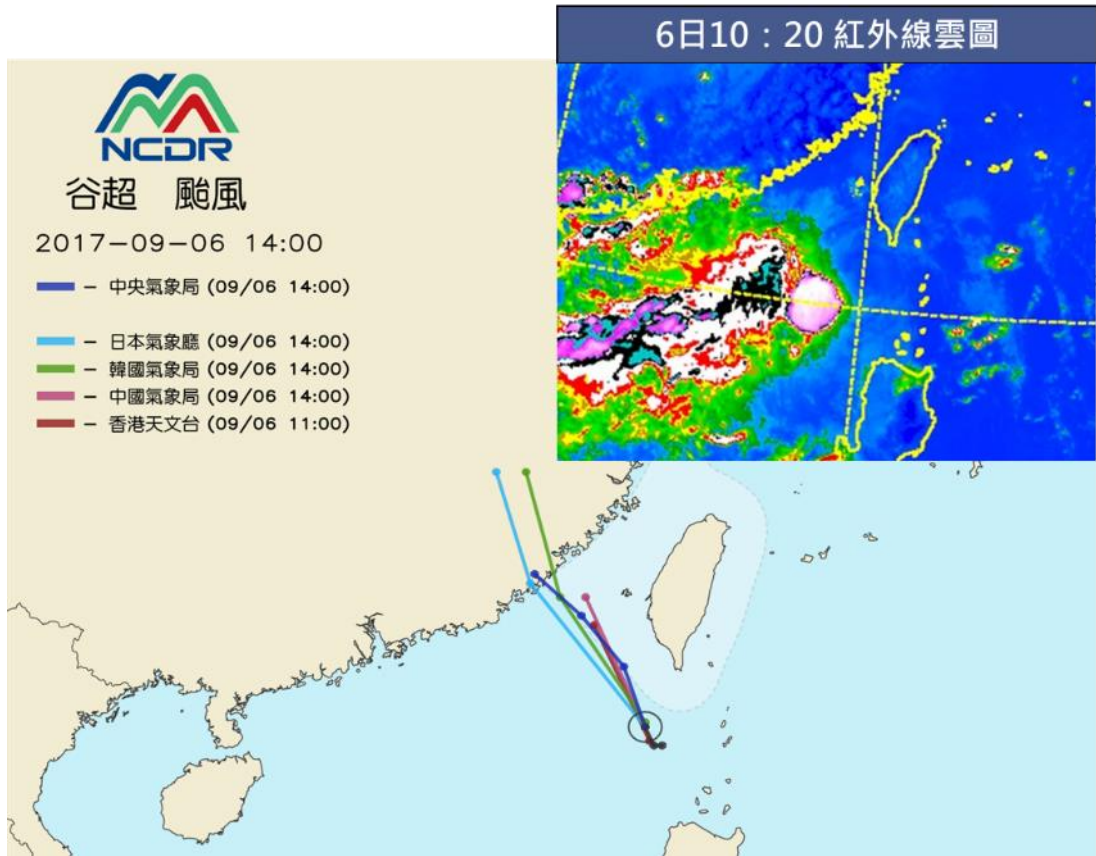 6日10：20 紅外線雲圖
NCDR
谷超 颱風
2017-09-06 14:00
- 中央氣象局 (09/06 14:00)
- 日本氣象廳 (09/06 14:00)
- 韓國氣象局 (09/06 14:00)
- 中國氣象局 (09/06 14:00)
- 香港天文台 (09/06 11:00)